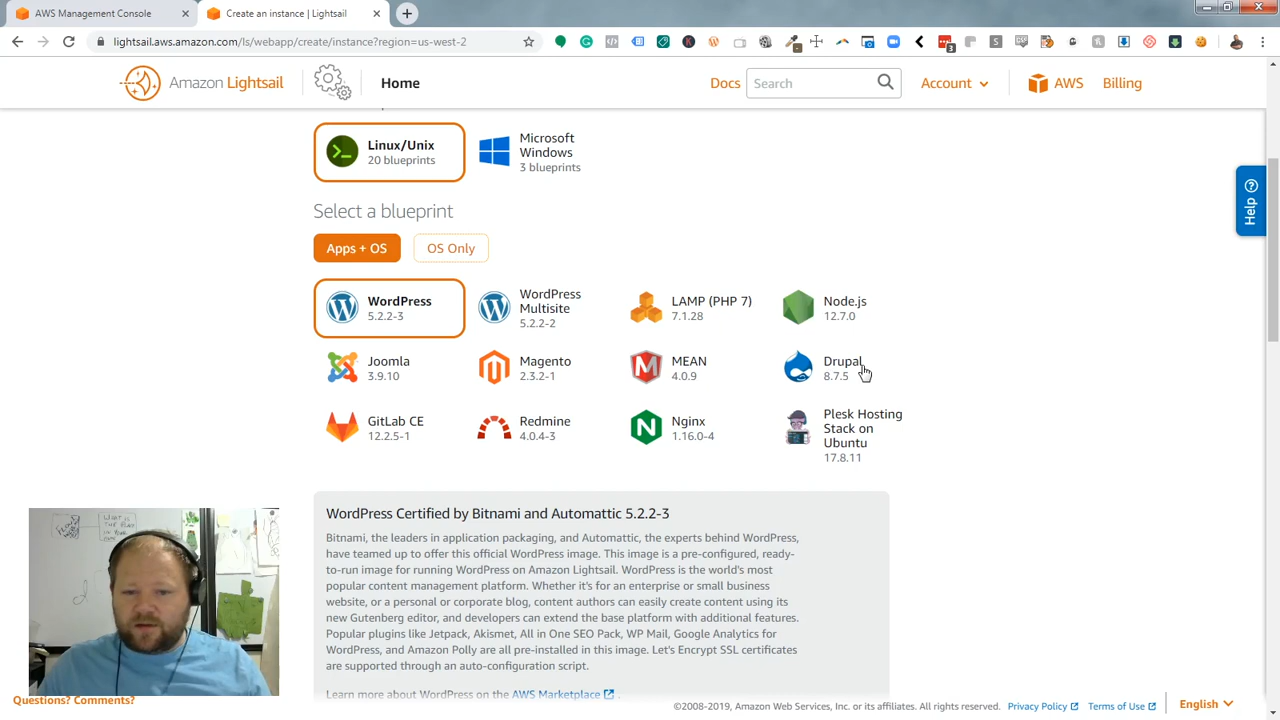 AWS Management Console
Create an instance | Lightsail
lightsail.aws.amazon.com/ls/webapp/create/instance?region=us-west-2
3
Amazon Lightsail
Home
Docs
Search
Account
AWS
Billing
Linux/Unix
20 blueprints
Microsoft
Windows
3 blueprints
Help
Select a blueprint
Apps + OS
OS Only
WordPress
5.2.2-3
WordPress
Multisite
5.2.2-2
LAMP (PHP 7)
7.1.28
Node.js
12.7.0
Joomla
3.9.10
Magento
2.3.2-1
MEAN
4.0.9
Drupal
8.7.5
GitLab CE
12.2.5-1
Redmine
4.0.4-3
Nginx
1.16.0-4
Plesk Hosting
Stack on
Ubuntu
17.8.11
WordPress Certified by Bitnami and Automattic 5.2.2-3
Bitnami, the leaders in application packaging, and Automattic, the experts behind WordPress,
have teamed up to offer this official WordPress image. This image is a pre-configured, ready-
to-run image for running WordPress on Amazon Lightsail. WordPress is the world's most
popular content management platform. Whether it's for an enterprise or small business
website, or a personal or corporate blog, content authors can easily create content using its
new Gutenberg editor, and developers can extend the base platform with additional features.
Popular plugins like Jetpack, Akismet, All in One SEO Pack, WP Mail, Google Analytics for
WordPress, and Amazon Polly are all pre-installed in this image. Let's Encrypt SSL certificates
are supported through an auto-configuration script.
Learn more about WordPress on the AWS Marketplace .
Questions? Comments?
©2008-2019, Amazon Web Services, Inc. or its affiliates. All rights reserved.
Privacy Policy
Terms of Use
English